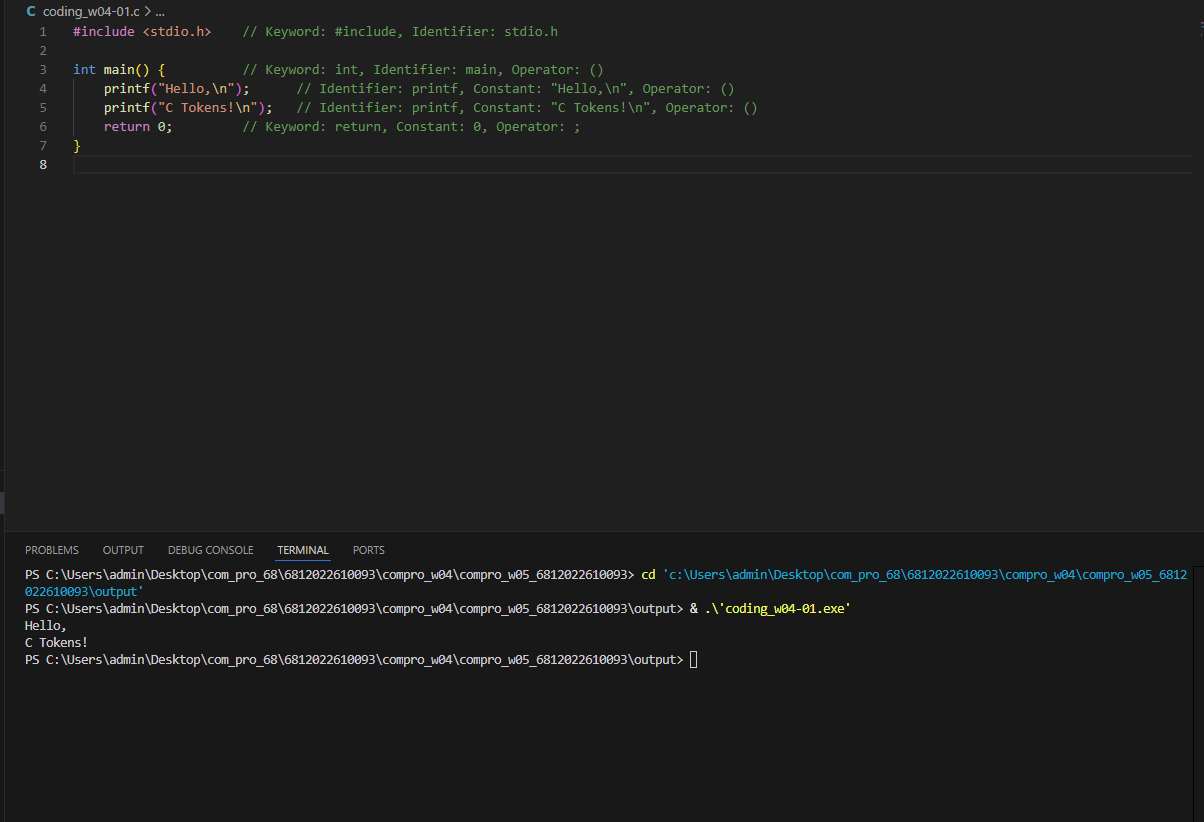 C coding_w04-01.c > ...
1 #include <stdio.h>    // Keyword: #include, Identifier: stdio.h
2
3 int main() {          // Keyword: int, Identifier: main, Operator: ()
4     printf("Hello,\n");      // Identifier: printf, Constant: "Hello,\n", Operator: ()
5     printf("C Tokens!\n");   // Identifier: printf, Constant: "C Tokens!\n", Operator: ()
6     return 0;         // Keyword: return, Constant: 0, Operator: ;
7 }
8
PROBLEMS OUTPUT DEBUG CONSOLE TERMINAL PORTS
PS C:\Users\admin\Desktop\com_pro_68\6812022610093\compro_w04\compro_w05_6812022610093> cd 'c:\Users\admin\Desktop\com_pro_68\6812022610093\compro_w04\compro_w05_6812
022610093\output'
PS C:\Users\admin\Desktop\com_pro_68\6812022610093\compro_w04\compro_w05_6812022610093\output> & .\'coding_w04-01.exe'
Hello,
C Tokens!
PS C:\Users\admin\Desktop\com_pro_68\6812022610093\compro_w04\compro_w05_6812022610093\output>